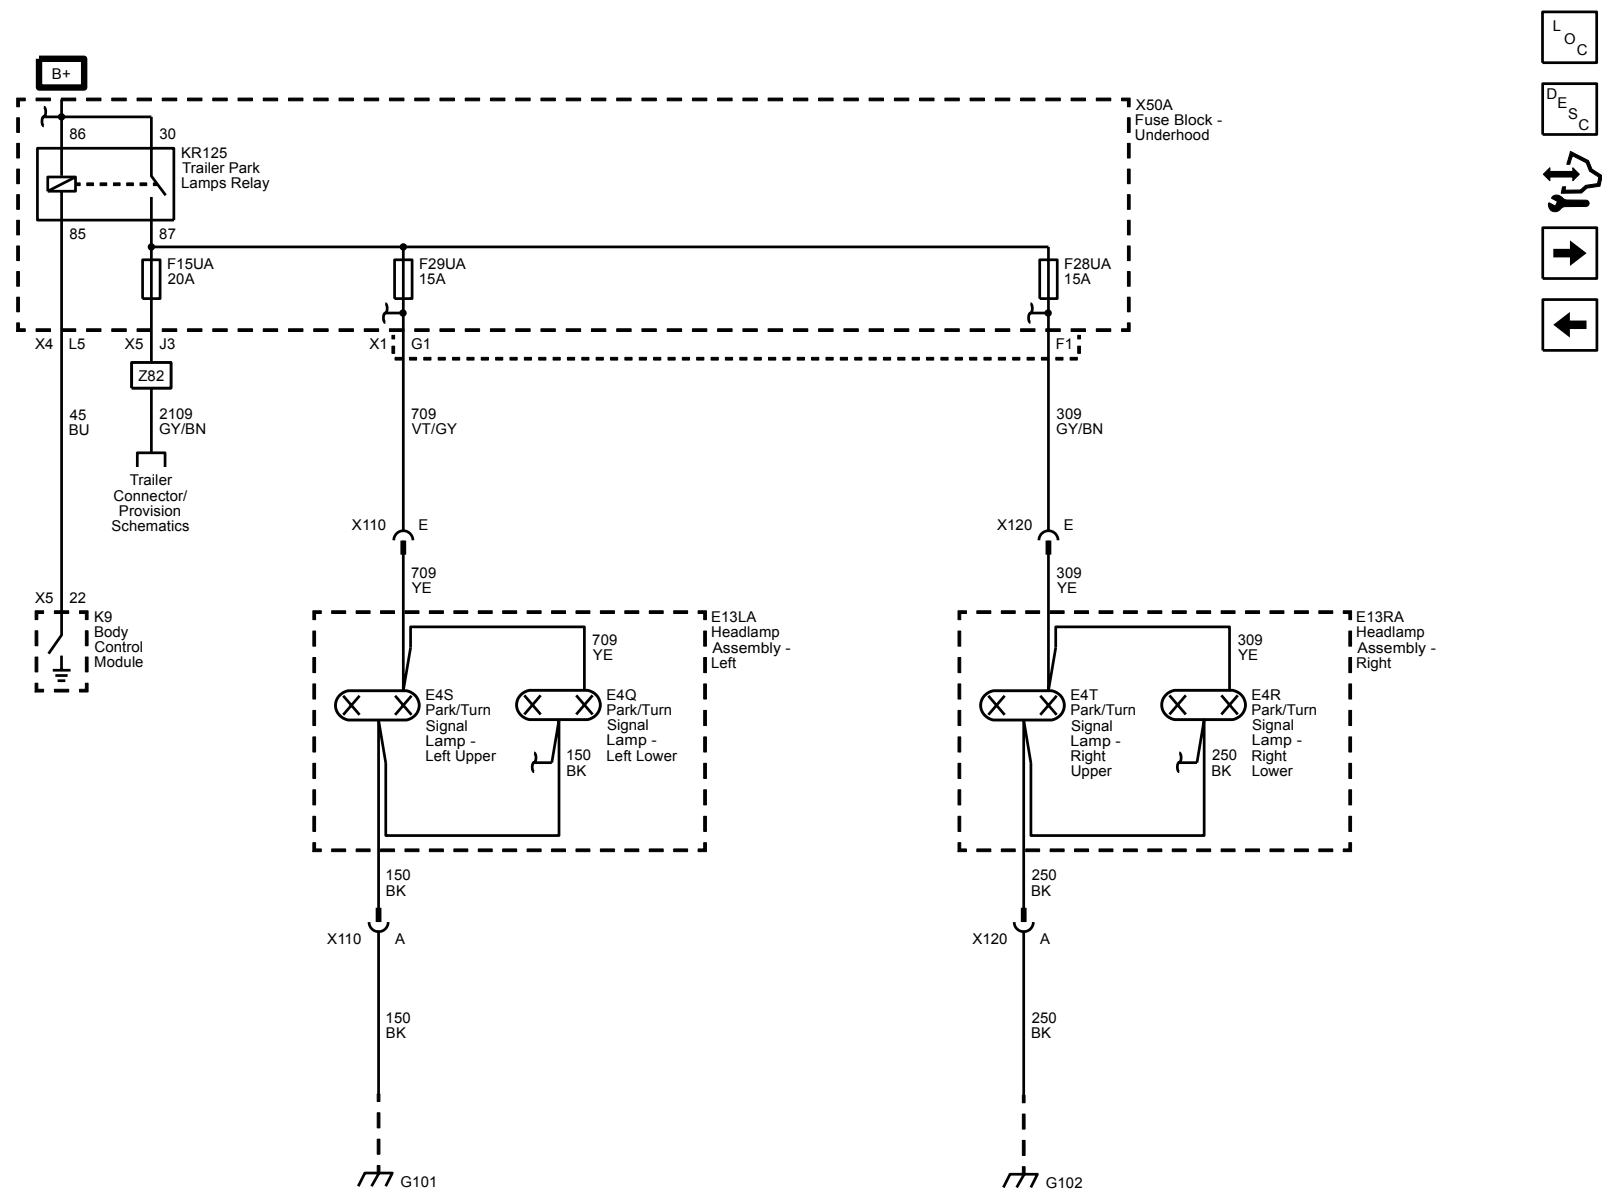 L
O
C
D
E
S
C
B+
X50A
Fuse Block -
Underhood
86
30
KR125
Trailer Park
Lamps Relay
85
87
F15UA
20A
F29UA
15A
F28UA
15A
X4
L5
X5
J3
X1
G1
F1
Z82
45
BU
2109
GY/BN
709
VT/GY
309
GY/BN
Trailer
Connector/
Provision
Schematics
X110
E
X120
E
709
YE
309
YE
X5
22
K9
Body
Control
Module
E13LA
Headlamp
Assembly -
Left
E13RA
Headlamp
Assembly -
Right
709
YE
309
YE
E4S
Park/Turn
Signal
Lamp -
Left Upper
E4Q
Park/Turn
Signal
Lamp -
Left Lower
E4T
Park/Turn
Signal
Lamp -
Right
Upper
E4R
Park/Turn
Signal
Lamp -
Right
Lower
150
BK
250
BK
150
BK
250
BK
X110
A
X120
A
150
BK
250
BK
G101
G102